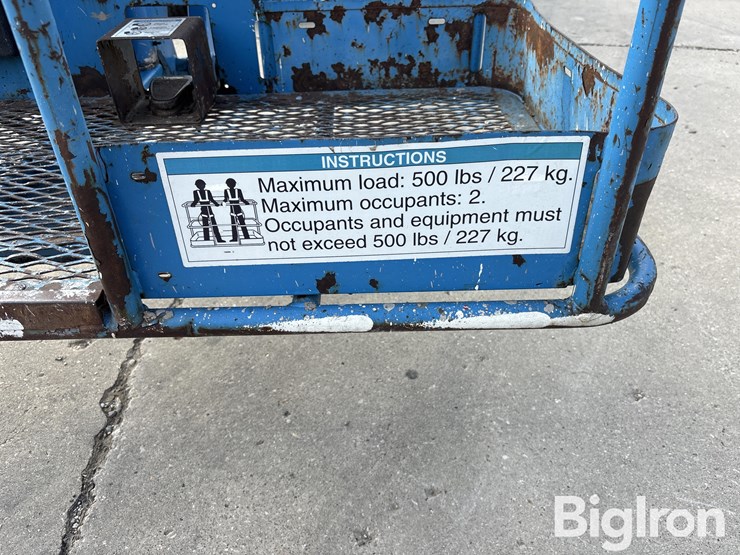 INSTRUCTIONS
Maximum load: 500 lbs / 227 kg.
Maximum occupants: 2.
Occupants and equipment must
not exceed 500 lbs / 227 kg.
BigIron